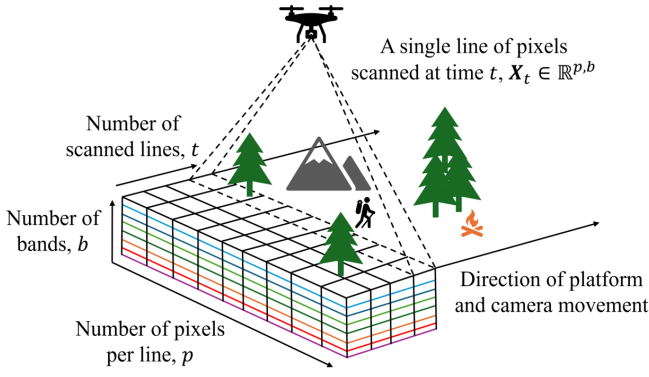 A single line of pixels
scanned at time t, X_t ∈ ℝ^{p,b}
Number of
scanned lines, t
Number of
bands, b
Direction of platform
and camera movement
Number of pixels
per line, p